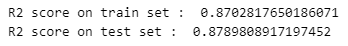 R2 score on train set :  0.8702817650186071
R2 score on test set :  0.8789808917197452